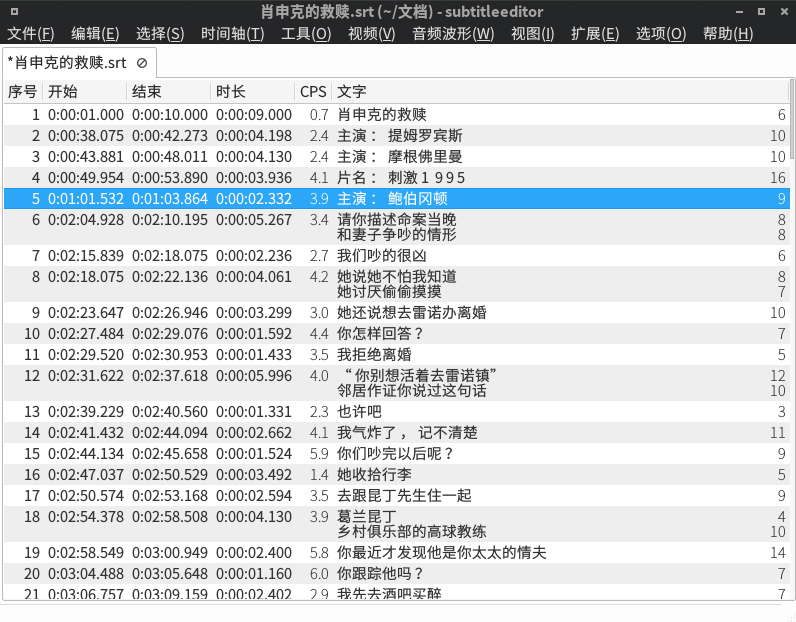 肖申克的救赎.srt (~/文档) - subtitleeditor
文件(F) 编辑(E) 选择(S) 时间轴(T) 工具(O) 视频(V) 音频波形(W) 视图(I) 扩展(E) 选项(O) 帮助(H)
*肖申克的救赎.srt
序号 开始 结束 时长 CPS 文字
1 0:00:01.000 0:00:10.000 0:00:09.000 0.7 肖申克的救赎 6
2 0:00:38.075 0:00:42.273 0:00:04.198 2.4 主演： 提姆罗宾斯 10
3 0:00:43.881 0:00:48.011 0:00:04.130 2.4 主演： 摩根佛里曼 10
4 0:00:49.954 0:00:53.890 0:00:03.936 4.1 片名： 刺激１９９５ 16
5 0:01:01.532 0:01:03.864 0:00:02.332 3.9 主演： 鲍伯冈顿 9
6 0:02:04.928 0:02:10.195 0:00:05.267 3.4 请你描述命案当晚 8
和妻子争吵的情形 8
7 0:02:15.839 0:02:18.075 0:00:02.236 2.7 我们吵的很凶 6
8 0:02:18.075 0:02:22.136 0:00:04.061 4.2 她说她不怕我知道 8
她讨厌偷偷摸摸 7
9 0:02:23.647 0:02:26.946 0:00:03.299 3.0 她还说想去雷诺办离婚 10
10 0:02:27.484 0:02:29.076 0:00:01.592 4.4 你怎样回答？ 7
11 0:02:29.520 0:02:30.953 0:00:01.433 3.5 我拒绝离婚 5
12 0:02:31.622 0:02:37.618 0:00:05.996 4.0 “你别想活着去雷诺镇” 12
邻居作证你说过这句话 10
13 0:02:39.229 0:02:40.560 0:00:01.331 2.3 也许吧 3
14 0:02:41.432 0:02:44.094 0:00:02.662 4.1 我气炸了， 记不清楚 11
15 0:02:44.134 0:02:45.658 0:00:01.524 5.9 你们吵完以后呢？ 9
16 0:02:47.037 0:02:50.529 0:00:03.492 1.4 她收拾行李 5
17 0:02:50.574 0:02:53.168 0:00:02.594 3.5 去跟昆丁先生住一起 9
18 0:02:54.378 0:02:58.508 0:00:04.130 3.9 葛兰昆丁 4
乡村俱乐部的高球教练 10
19 0:02:58.549 0:03:00.949 0:00:02.400 5.8 你最近才发现他是你太太的情夫 14
20 0:03:04.488 0:03:05.648 0:00:01.160 6.0 你跟踪他吗？ 7
21 0:03:06.757 0:03:09.159 0:00:02.402 2.9 我先去酒吧买醉 7